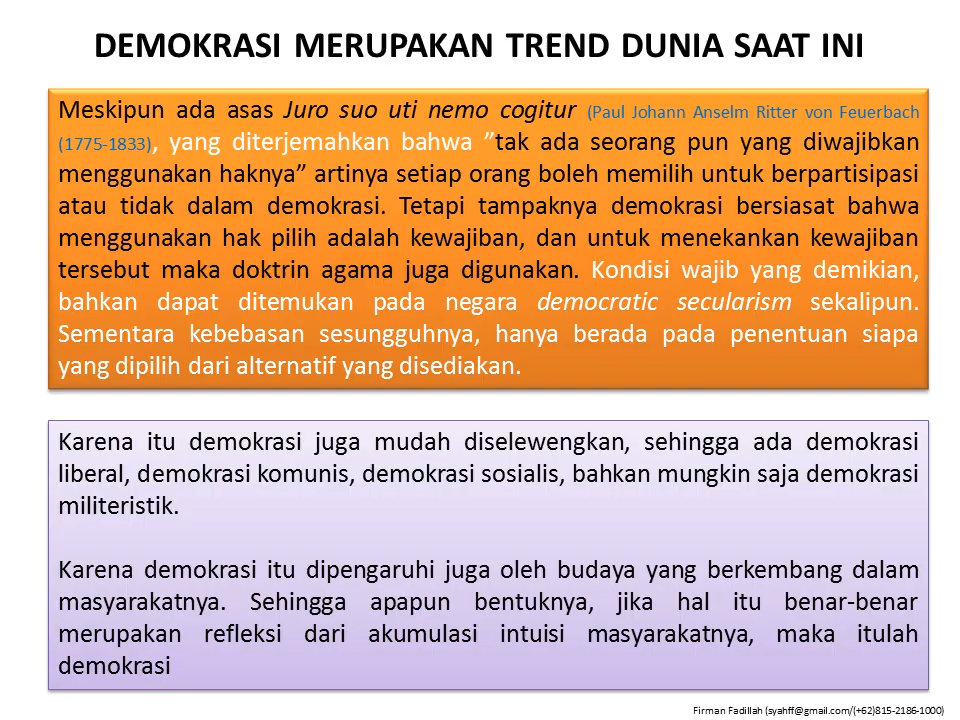 DEMOKRASI MERUPAKAN TREND DUNIA SAAT INI
Meskipun ada asas Juro suo uti nemo cogitur (Paul Johann Anselm Ritter von Feuerbach
(1775-1833), yang diterjemahkan bahwa ”tak ada seorang pun yang diwajibkan
menggunakan haknya” artinya setiap orang boleh memilih untuk berpartisipasi
atau tidak dalam demokrasi. Tetapi tampaknya demokrasi bersiasat bahwa
menggunakan hak pilih adalah kewajiban, dan untuk menekankan kewajiban
tersebut maka doktrin agama juga digunakan. Kondisi wajib yang demikian,
bahkan dapat ditemukan pada negara democratic secularism sekalipun.
Sementara kebebasan sesungguhnya, hanya berada pada penentuan siapa
yang dipilih dari alternatif yang disediakan.
Karena itu demokrasi juga mudah diselewengkan, sehingga ada demokrasi
liberal, demokrasi komunis, demokrasi sosialis, bahkan mungkin saja demokrasi
militeristik.
Karena demokrasi itu dipengaruhi juga oleh budaya yang berkembang dalam
masyarakatnya. Sehingga apapun bentuknya, jika hal itu benar-benar
merupakan refleksi dari akumulasi intuisi masyarakatnya, maka itulah
demokrasi
Firman Fadillah (syahff@gmail.com/(+62)815-2186-1000)